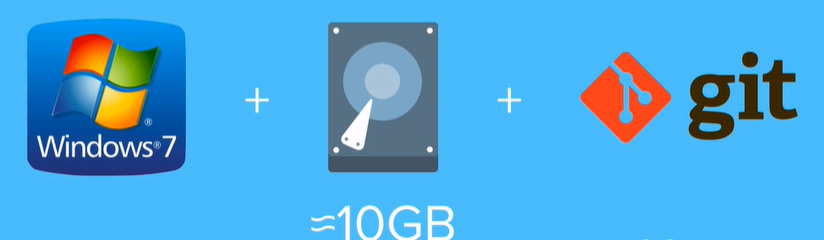 Windows® 7
+
+
git
≈10GB